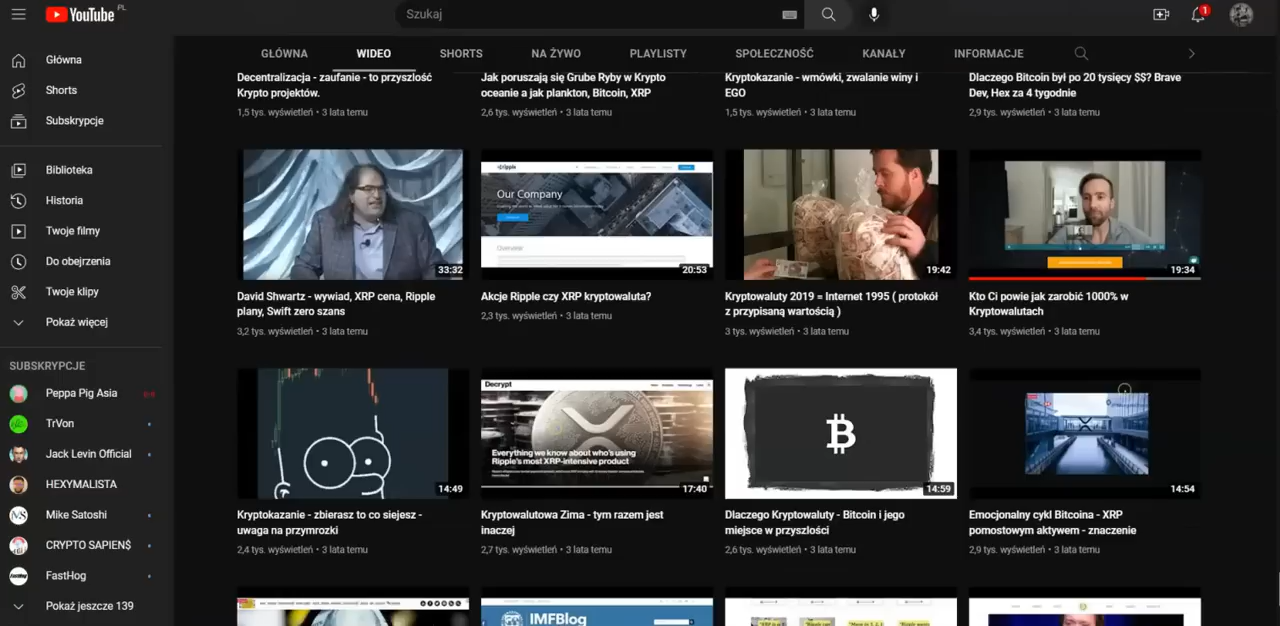 YouTube PL
Szukaj
1
GŁÓWNA WIDEO SHORTS NA ŻYWO PLAYLISTY SPOŁECZNOŚĆ KANAŁY INFORMACJE
Główna
Shorts
Subskrypcje
Biblioteka
Historia
Twoje filmy
Do obejrzenia
Twoje klipy
Pokaż więcej
SUBSKRYPCJE
Peppa Pig Asia
TrVon
Jack Levin Official
HEXYMALISTA
Mike Satoshi
CRYPTO SAPIEN$
FastHog
Pokaż jeszcze 139
Decentralizacja - zaufanie - to przyszłość
Krypto projektów.
1,5 tys. wyświetleń • 3 lata temu
Jak poruszają się Grube Ryby w Krypto
oceanie a jak plankton, Bitcoin, XRP
2,6 tys. wyświetleń • 3 lata temu
Kryptokazanie - wmówki, zwalanie winy i
EGO
1,5 tys. wyświetleń • 3 lata temu
Dlaczego Bitcoin był po 20 tysięcy $$? Brave
Dev, Hex za 4 tygodnie
2,9 tys. wyświetleń • 3 lata temu
33:32
David Shwartz - wywiad, XRP cena, Ripple
plany, Swift zero szans
3,2 tys. wyświetleń • 3 lata temu
ripple
Our Company
Overview
20:53
Akcje Ripple czy XRP kryptowaluta?
2,3 tys. wyświetleń • 3 lata temu
19:42
Kryptowaluty 2019 = Internet 1995 ( protokół
z przypisaną wartością )
3 tys. wyświetleń • 3 lata temu
19:34
Kto Ci powie jak zarobić 1000% w
Kryptowalutach
3,4 tys. wyświetleń • 3 lata temu
14:49
Kryptokazanie - zbierasz to co siejesz -
uwaga na przymrozki
2,4 tys. wyświetleń • 3 lata temu
Decrypt
Everything we know about who's using
Ripple's most XRP-intensive product
17:40
Kryptowalutowa Zima - tym razem jest
inaczej
2,7 tys. wyświetleń • 3 lata temu
14:59
Dlaczego Kryptowaluty - Bitcoin i jego
miejsce w przyszłości
2,6 tys. wyświetleń • 3 lata temu
14:54
Emocjonalny cykl Bitcoina - XRP
pomostowym aktywem - znaczenie
2,9 tys. wyświetleń • 3 lata temu
IMFBlog